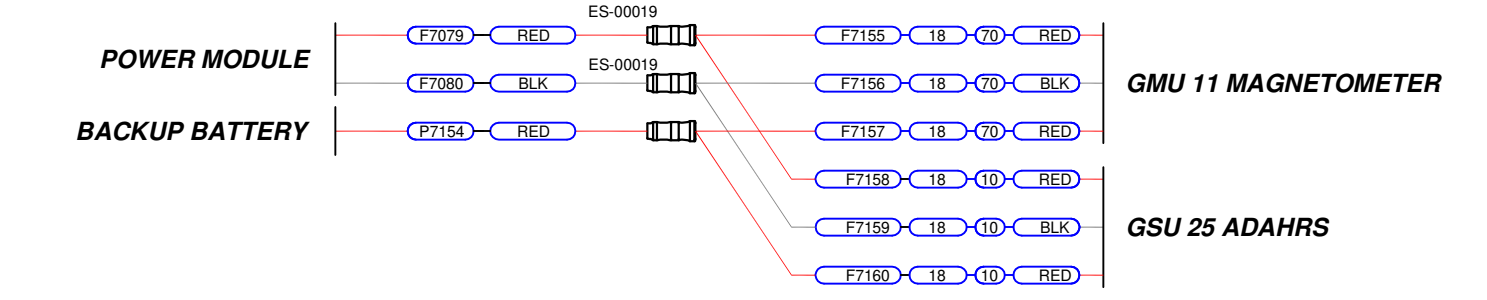 ES-00019
F7079 RED F7155 18 70 RED
POWER MODULE
ES-00019
F7080 BLK F7156 18 70 BLK GMU 11 MAGNETOMETER
BACKUP BATTERY P7154 RED F7157 18 70 RED
F7158 18 10 RED
F7159 18 10 BLK GSU 25 ADAHRS
F7160 18 10 RED